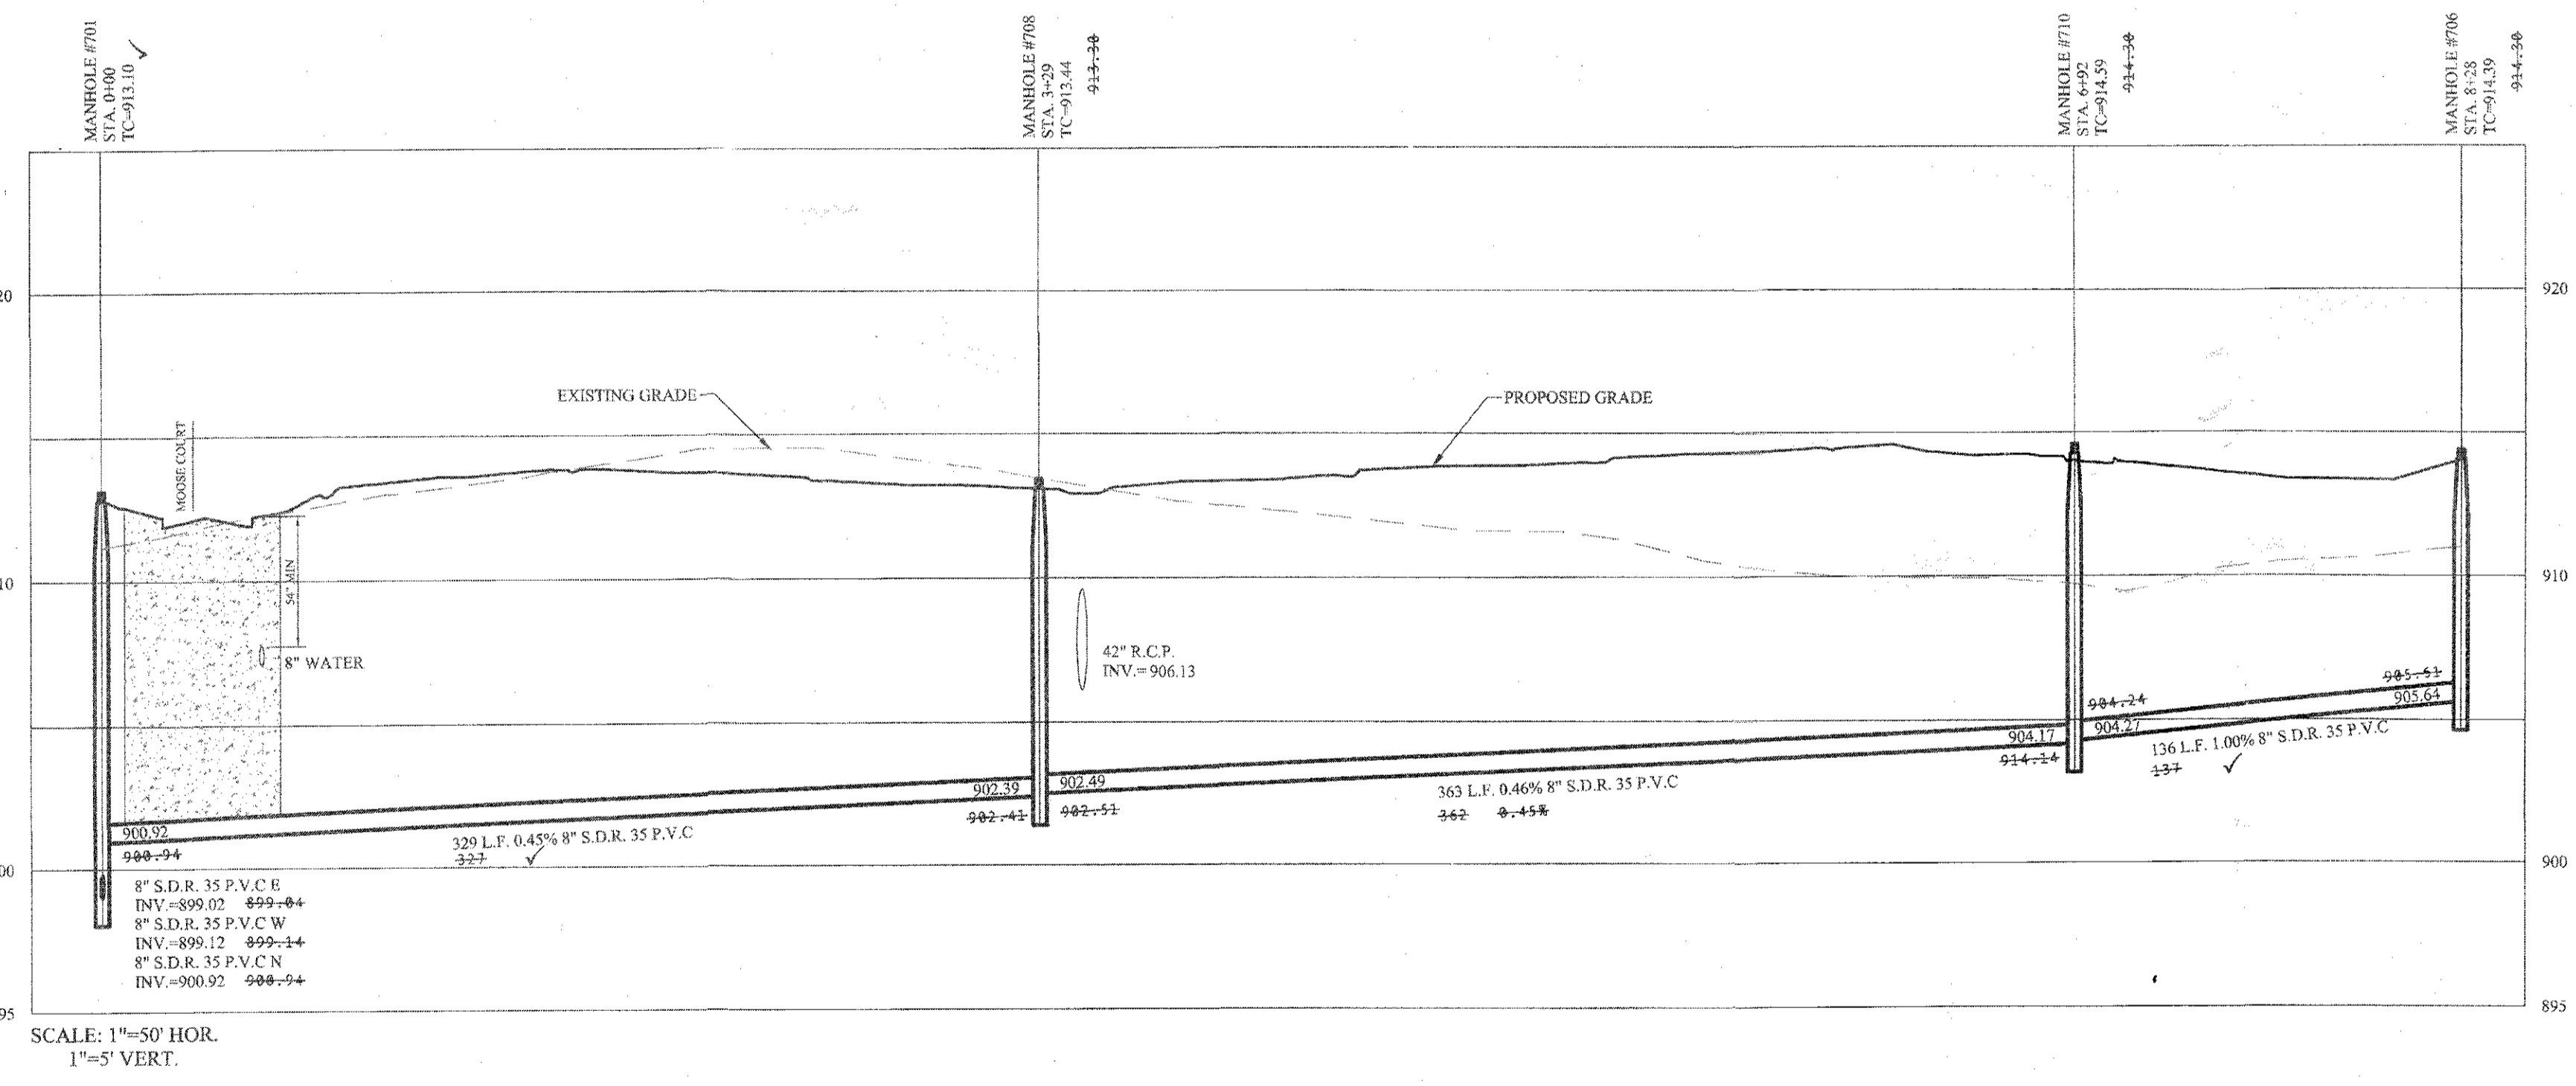 MANHOLE #701
STA. 0+00
TC=913.10 ✓
MANHOLE #708
STA. 3+29
TC=913.44
913.30
MANHOLE #710
STA. 6+92
TC=914.59
914.30
MANHOLE #706
STA. 8+28
TC=914.39
914.30
20
920
EXISTING GRADE
PROPOSED GRADE
MOOSE COURT
10
910
54" MIN
8" WATER
42" R.C.P.
INV.=906.13
905.51
905.64
904.24
904.17
904.27
914.14
136 L.F. 1.00% 8" S.D.R. 35 P.V.C
137 ✓
902.39
902.49
902.41
902.51
363 L.F. 0.46% 8" S.D.R. 35 P.V.C
362 0.45%
900.92
900.94
329 L.F. 0.45% 8" S.D.R. 35 P.V.C
327 ✓
00
900
8" S.D.R. 35 P.V.C E
INV.=899.02 899.04
8" S.D.R. 35 P.V.C W
INV.=899.12 899.14
8" S.D.R. 35 P.V.C N
INV.=900.92 900.94
95
895
SCALE: 1"=50' HOR.
1"=5' VERT.